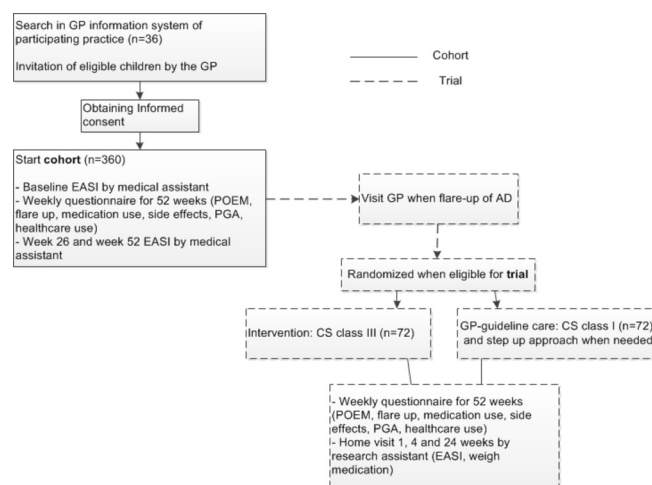 Search in GP information system of
participating practice (n=36)
Invitation of eligible children by the GP
Cohort
Trial
Obtaining Informed
consent
Start cohort (n=360)
- Baseline EASI by medical assistant
- Weekly questionnaire for 52 weeks (POEM,
flare up, medication use, side effects, PGA,
healthcare use)
- Week 26 and week 52 EASI by medical
assistant
Visit GP when flare-up of AD
Randomized when eligible for trial
Intervention: CS class III (n=72)
GP-guideline care: CS class I (n=72)
and step up approach when needed
- Weekly questionnaire for 52 weeks
(POEM, flare up, medication use, side
effects, PGA, healthcare use)
- Home visit 1, 4 and 24 weeks by
research assistant (EASI, weigh
medication)